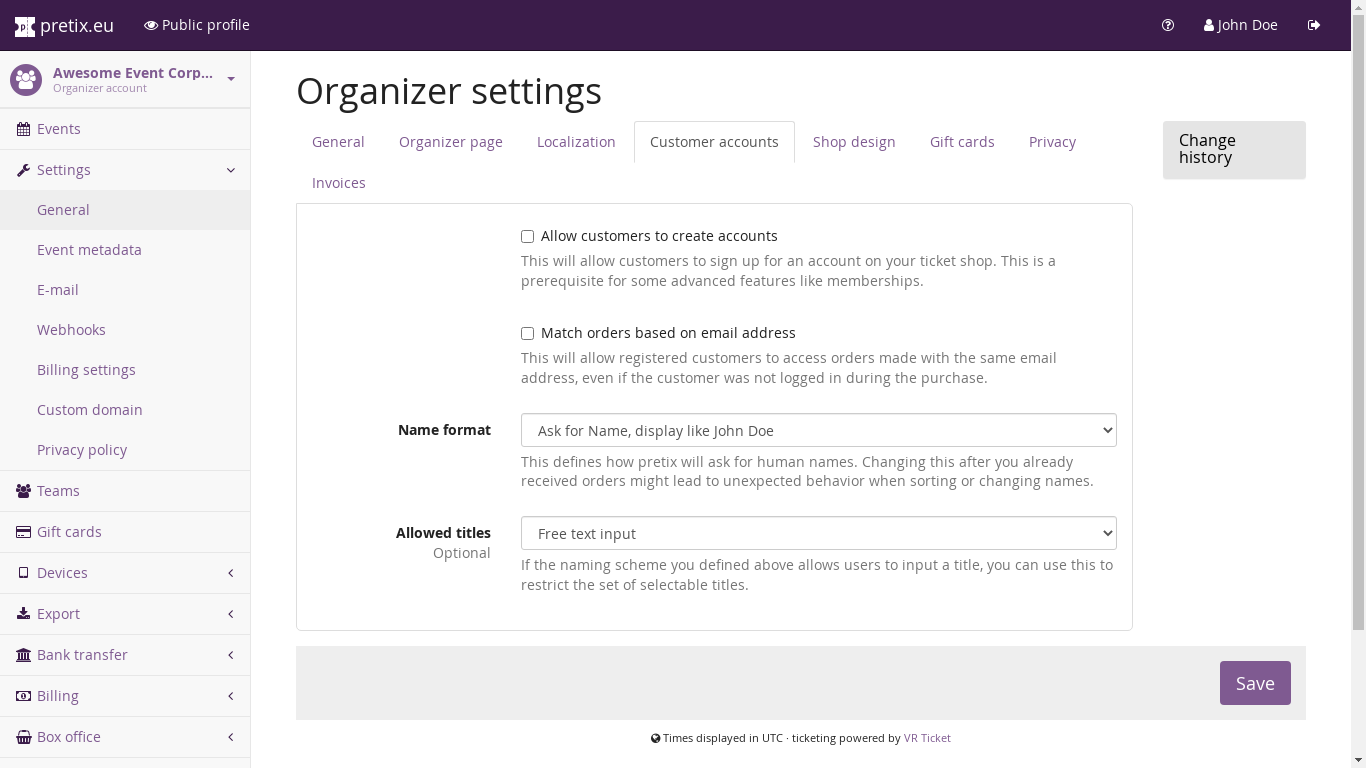 pretix.eu
Public profile
John Doe
Awesome Event Corp...
Organizer account
Events
Settings
General
Event metadata
E-mail
Webhooks
Billing settings
Custom domain
Privacy policy
Teams
Gift cards
Devices
Export
Bank transfer
Billing
Box office
Organizer settings
General
Organizer page
Localization
Customer accounts
Shop design
Gift cards
Privacy
Invoices
Change
history
Allow customers to create accounts
This will allow customers to sign up for an account on your ticket shop. This is a
prerequisite for some advanced features like memberships.
Match orders based on email address
This will allow registered customers to access orders made with the same email
address, even if the customer was not logged in during the purchase.
Name format
Ask for Name, display like John Doe
This defines how pretix will ask for human names. Changing this after you already
received orders might lead to unexpected behavior when sorting or changing names.
Allowed titles
Optional
Free text input
If the naming scheme you defined above allows users to input a title, you can use this to
restrict the set of selectable titles.
Save
Times displayed in UTC · ticketing powered by VR Ticket